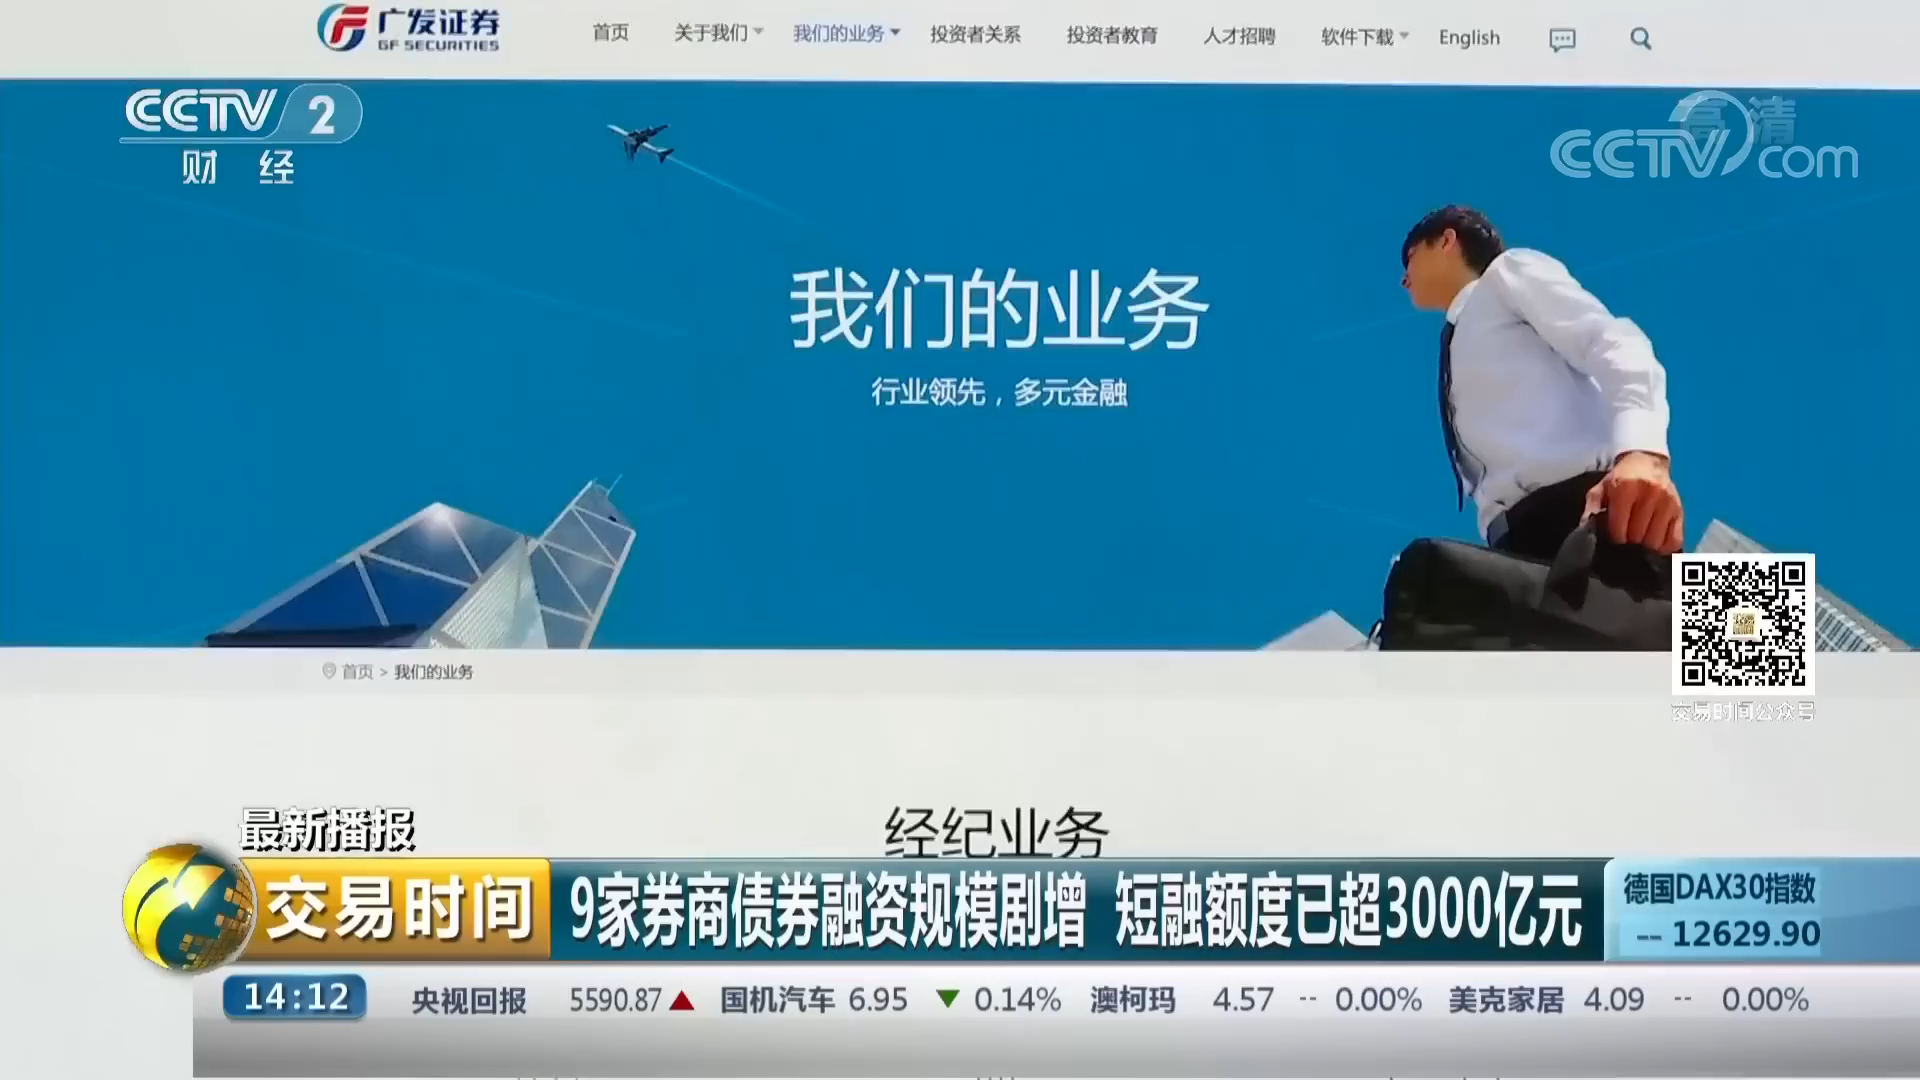 广发证券
GF SECURITIES
首页 关于我们 我们的业务 投资者关系 投资者教育 人才招聘 软件下载 English
CCTV 2
财 经
高清
CCTV com
我们的业务
行业领先，多元金融
首页 > 我们的业务
交易时间公众号
经纪业务
最新播报
交易时间
9家券商债券融资规模剧增 短融额度已超3000亿元
德国DAX30指数
-- 12629.90
14:12 央视回报 5590.87 ▲ 国机汽车 6.95 ▼ 0.14% 澳柯玛 4.57 -- 0.00% 美克家居 4.09 -- 0.00%